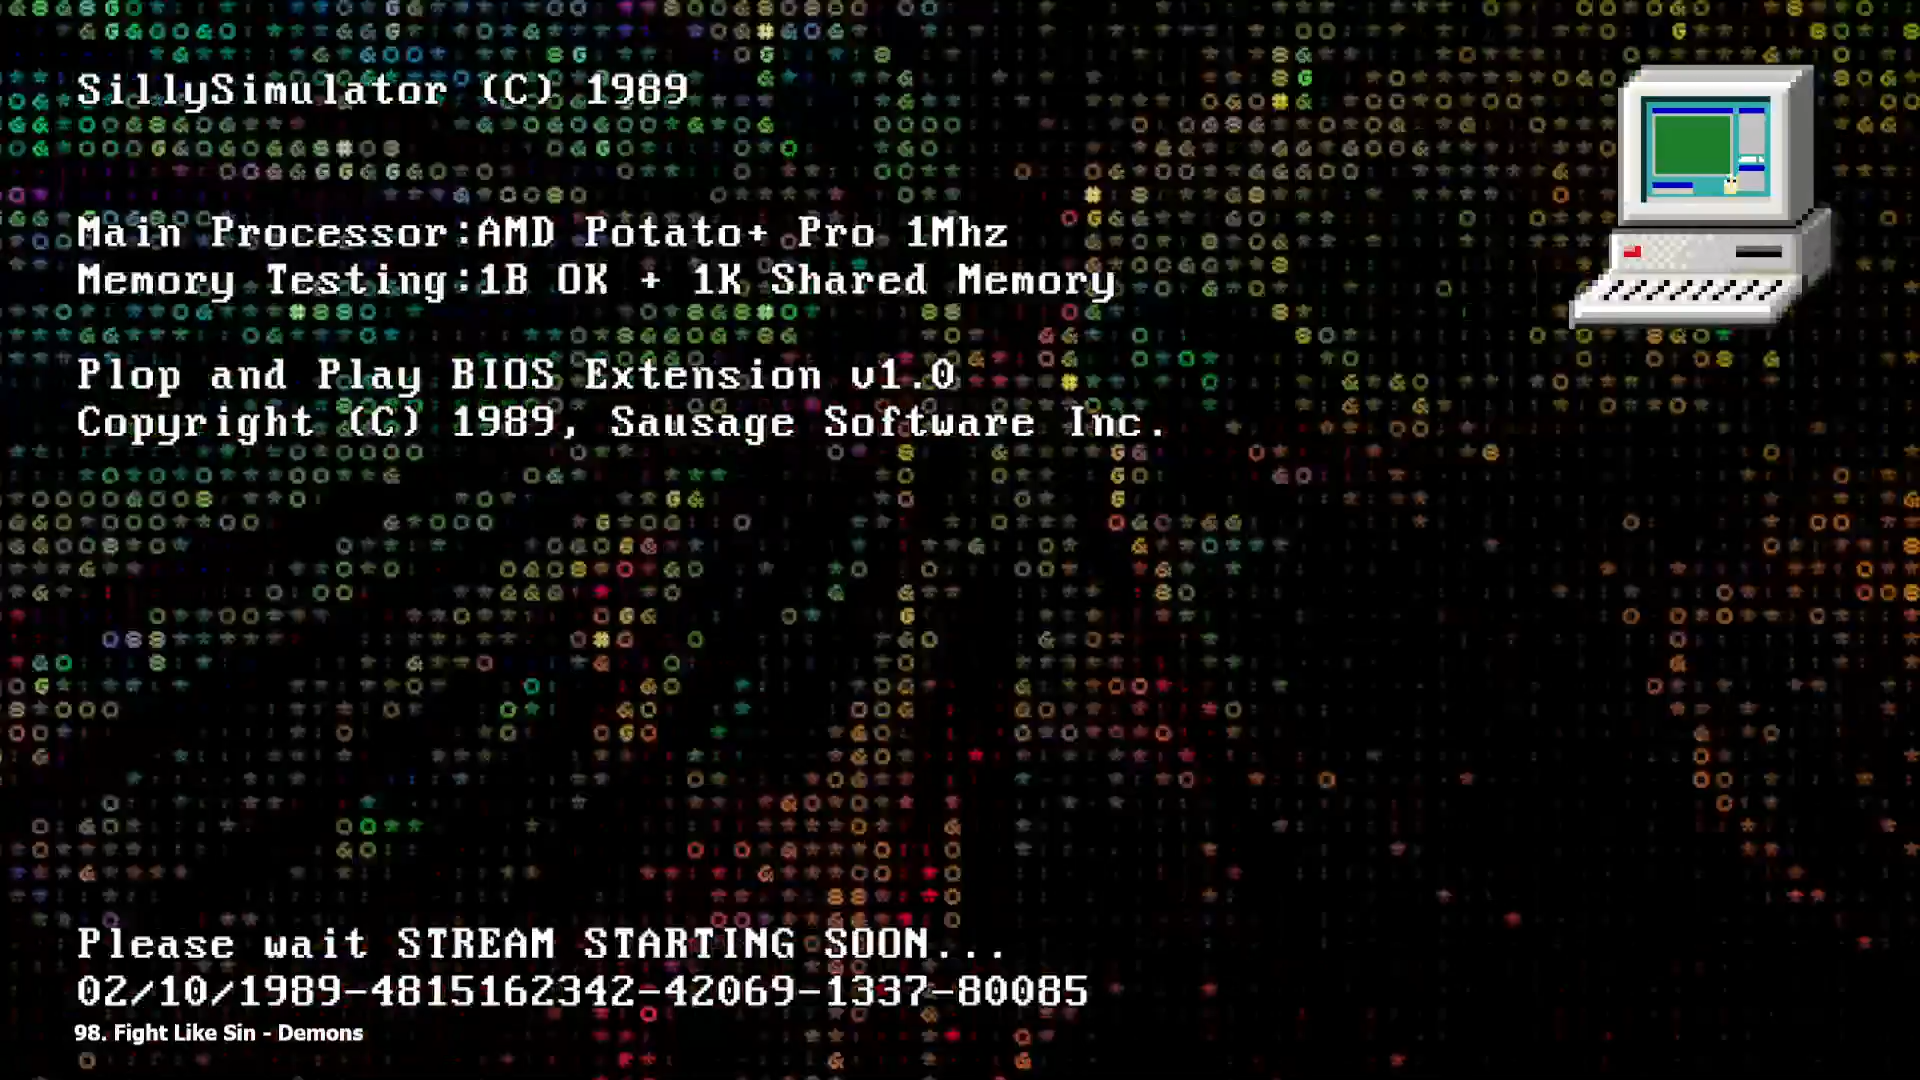 SillySimulator (C) 1989
Main Processor:AMD Potato+ Pro 1Mhz
Memory Testing:1B OK + 1K Shared Memory
Plop and Play BIOS Extension v1.0
Copyright (C) 1989, Sausage Software Inc.
Please wait STREAM STARTING SOON...
02/10/1989-4815162342-42069-1337-80085
98. Fight Like Sin - Demons